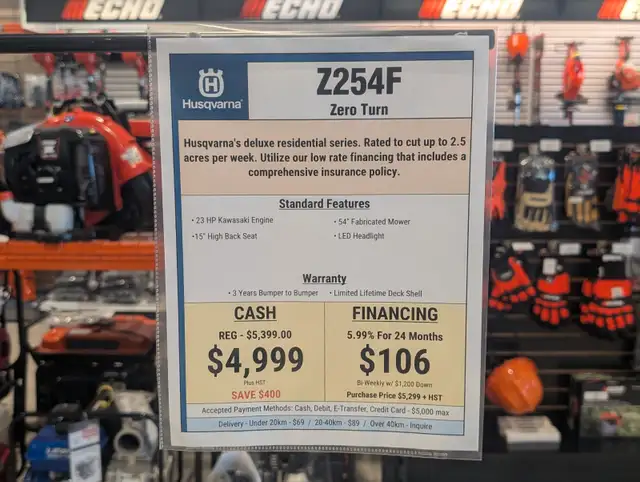 ECHO
ECHO
ECHO
Husqvarna
Z254F
Zero Turn
Husqvarna's deluxe residential series. Rated to cut up to 2.5
acres per week. Utilize our low rate financing that includes a
comprehensive insurance policy.
Standard Features
• 23 HP Kawasaki Engine
• 54" Fabricated Mower
•15" High Back Seat
• LED Headlight
Warranty
• 3 Years Bumper to Bumper • Limited Lifetime Deck Shell
CASH
REG - $5,399.00
$4,999
Plus HST
SAVE $400
FINANCING
5.99% For 24 Months
$106
Bi-Weekly w/ $1,200 Down
Purchase Price $5,299 + HST
Accepted Payment Methods: Cash, Debit, E-Transfer, Credit Card - $5,000 max
Delivery - Under 20km - $69 / 20-40km - $89 / Over 40km - Inquire